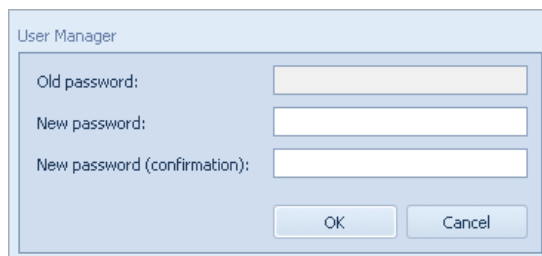 User Manager
Old password:
New password:
New password (confirmation):
OK Cancel